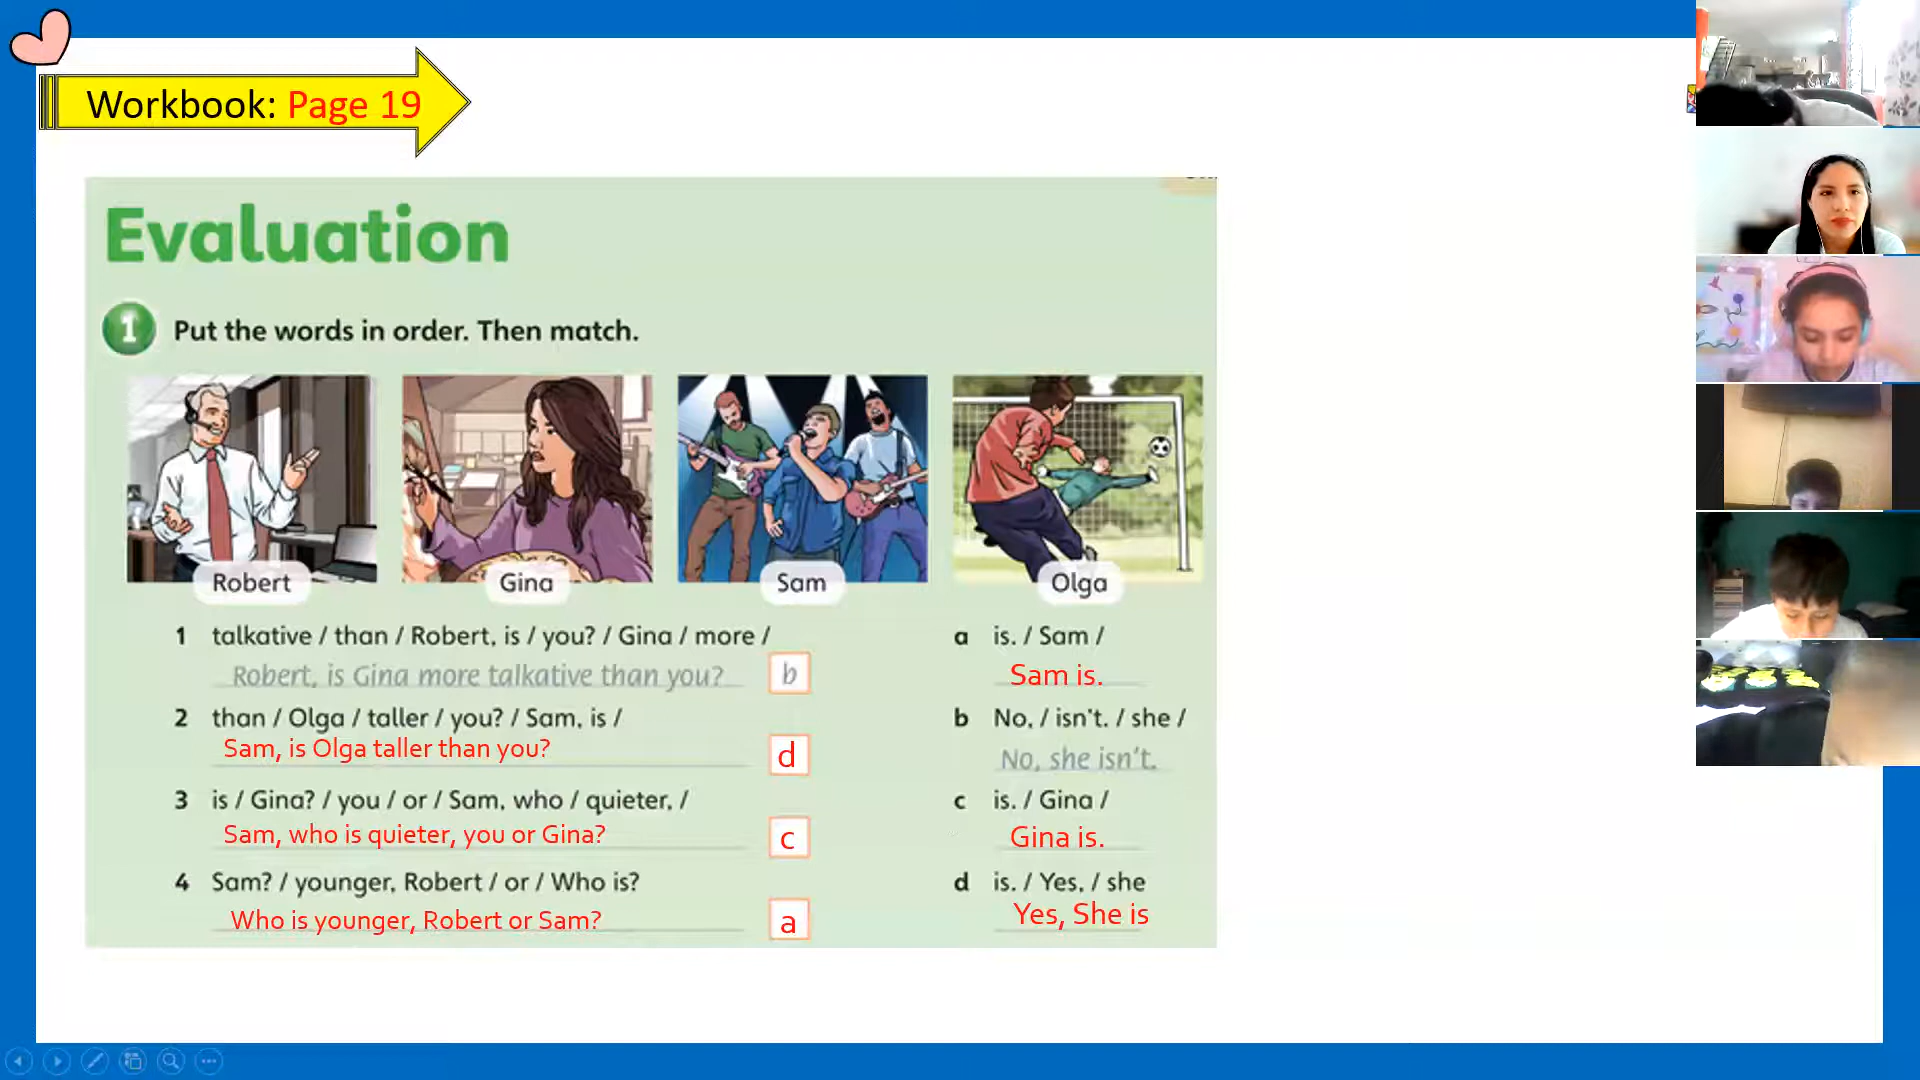 Workbook: Page 19
Evaluation
1 Put the words in order. Then match.
Robert
Gina
Sam
Olga
1 talkative / than / Robert, is / you? / Gina / more /
Robert, is Gina more talkative than you?
b
2 than / Olga / taller / you? / Sam, is /
Sam, is Olga taller than you?
d
3 is / Gina? / you / or / Sam, who / quieter, /
Sam, who is quieter, you or Gina?
c
4 Sam? / younger, Robert / or / Who is?
Who is younger, Robert or Sam?
a
a is. / Sam /
Sam is.
b No, / isn't. / she /
No, she isn't.
c is. / Gina /
Gina is.
d is. / Yes, / she
Yes, She is